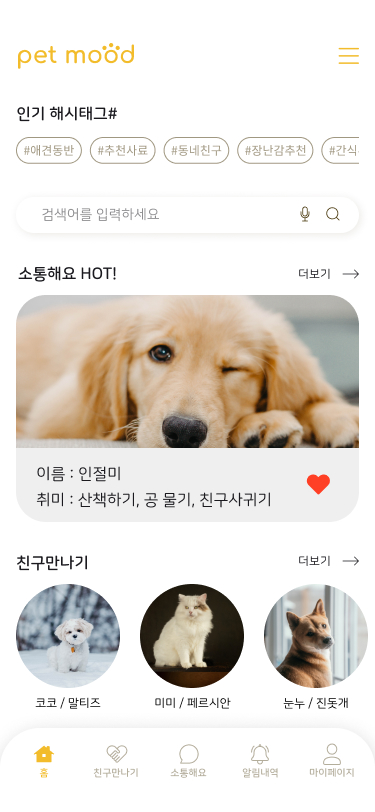 pet mood
인기 해시태그#
#애견동반 #추천사료 #동네친구 #장난감추천 #간식
검색어를 입력하세요
소통해요 HOT! 더보기
이름 : 인절미
취미 : 산책하기, 공 물기, 친구사귀기
친구만나기 더보기
코코 / 말티즈 미미 / 페르시안 눈누 / 진돗개
홈 친구만나기 소통해요 알림내역 마이페이지